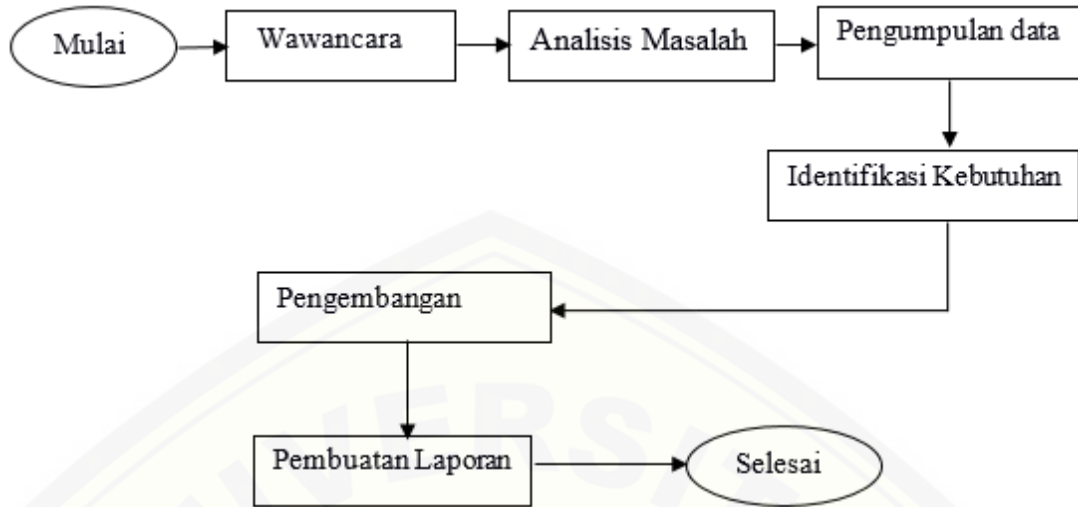 Mulai
Wawancara
Analisis Masalah
Pengumpulan data
Identifikasi Kebutuhan
Pengembangan
Pembuatan Laporan
Selesai